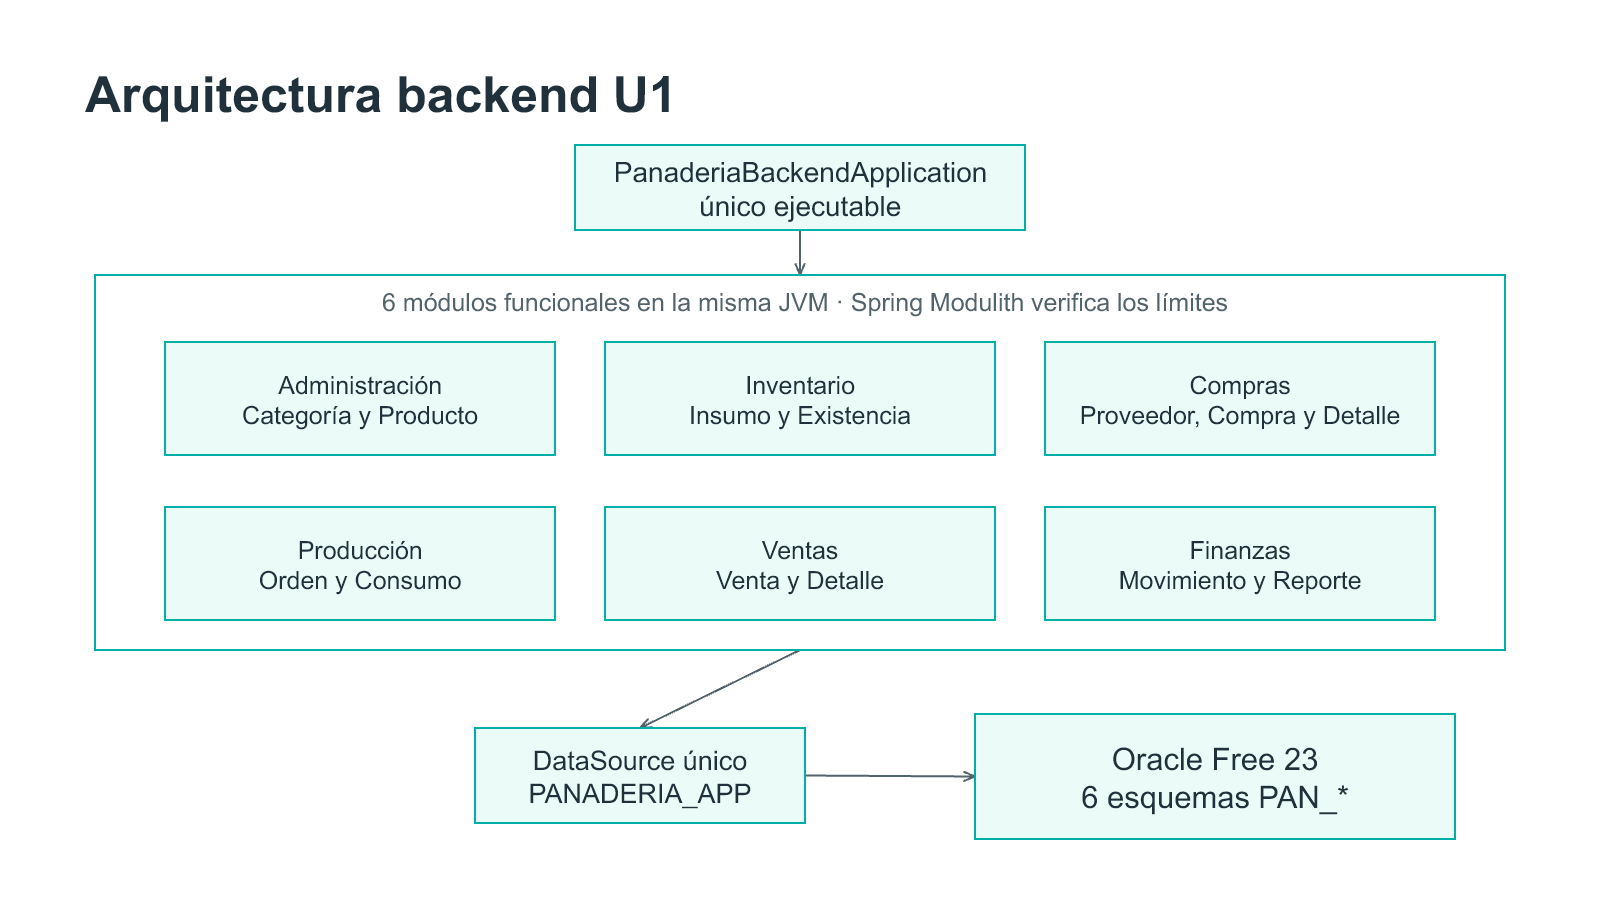 Arquitectura backend U1
PanaderiaBackendApplication
único ejecutable
6 módulos funcionales en la misma JVM · Spring Modulith verifica los límites
Administración
Categoría y Producto
Inventario
Insumo y Existencia
Compras
Proveedor, Compra y Detalle
Producción
Orden y Consumo
Ventas
Venta y Detalle
Finanzas
Movimiento y Reporte
DataSource único
PANADERIA_APP
Oracle Free 23
6 esquemas PAN_*